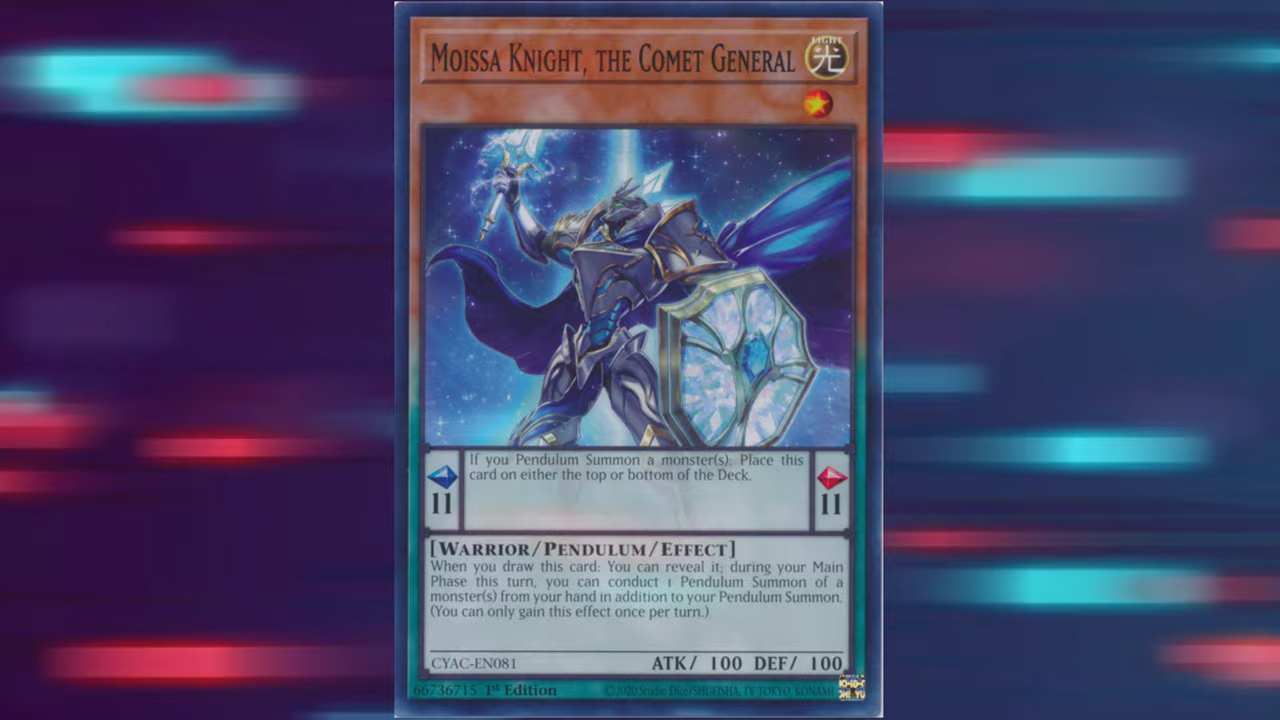 MOISSA KNIGHT, THE COMET GENERAL
LIGHT
光
If you Pendulum Summon a monster(s): Place this
card on either the top or bottom of the Deck.
11
11
[WARRIOR/PENDULUM/EFFECT]
When you draw this card: You can reveal it; during your Main
Phase this turn, you can conduct 1 Pendulum Summon of a
monster(s) from your hand in addition to your Pendulum Summon.
(You can only gain this effect once per turn.)
CYAC-EN081
ATK/ 100 DEF/ 100
66736715 1st Edition
©2020 Studio Dice/SHUEISHA, TV TOKYO, KONAMI